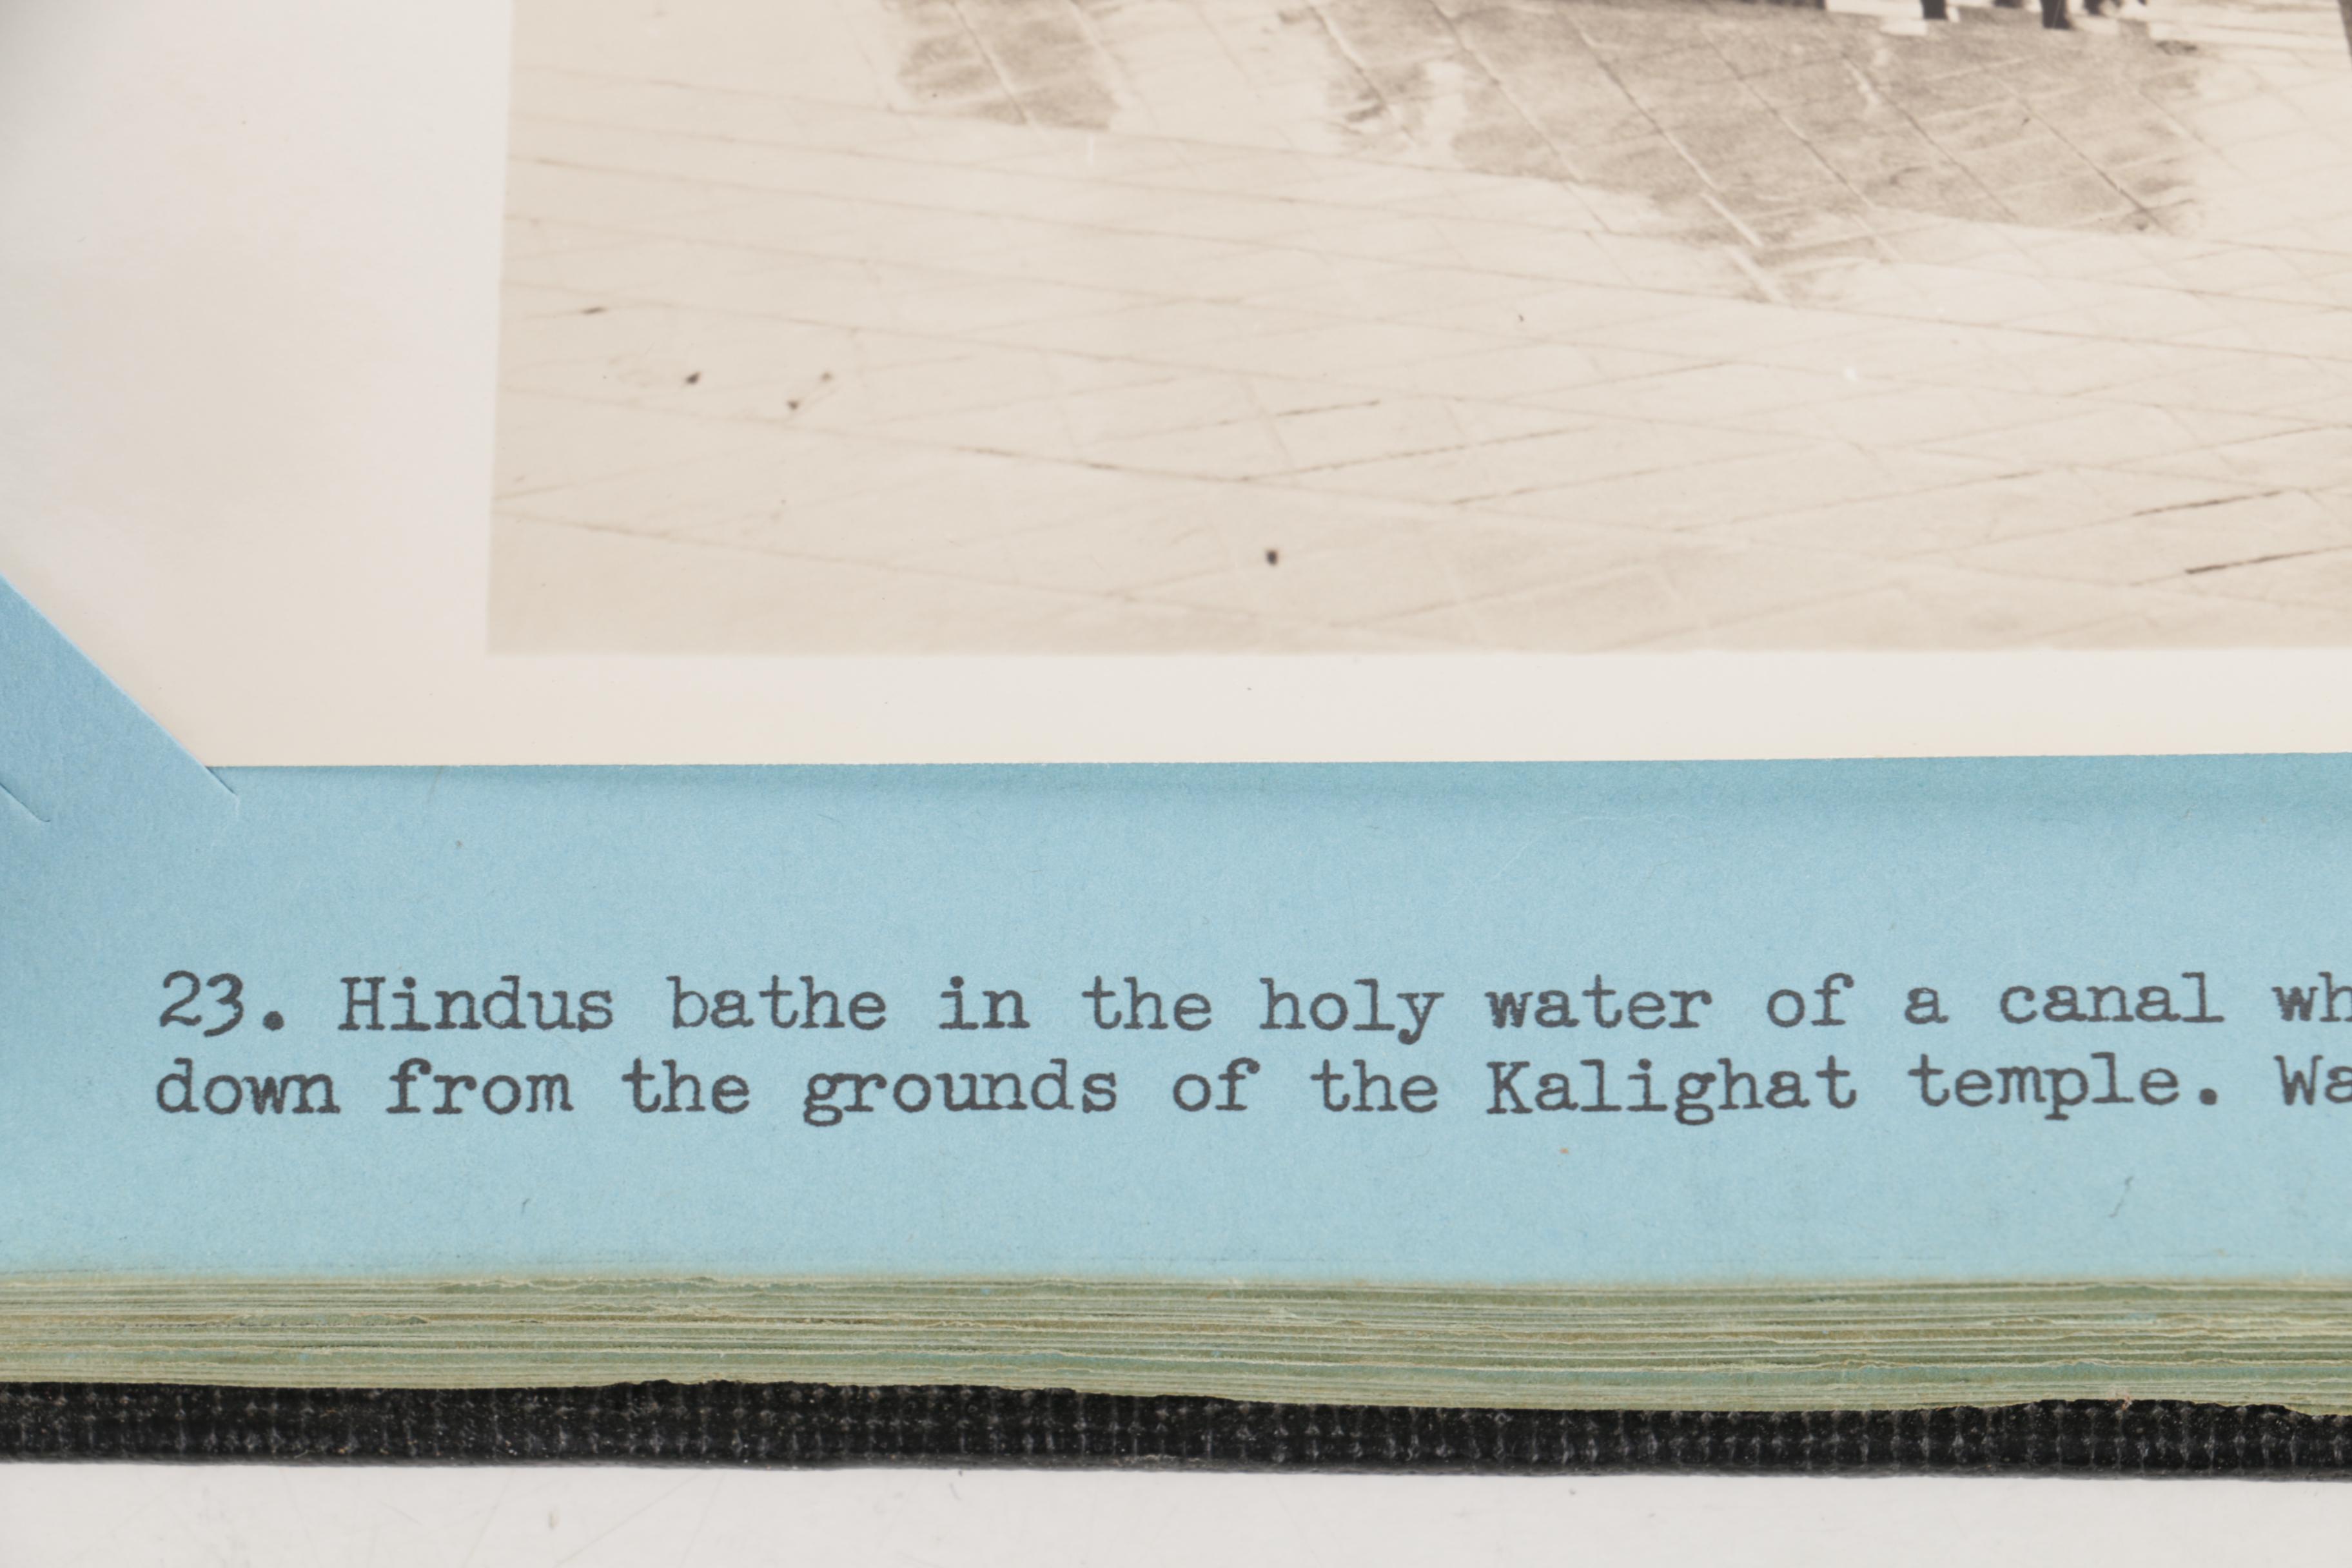 23. Hindus bathe in the holy water of a canal wh
down from the grounds of the Kalighat temple. Wa